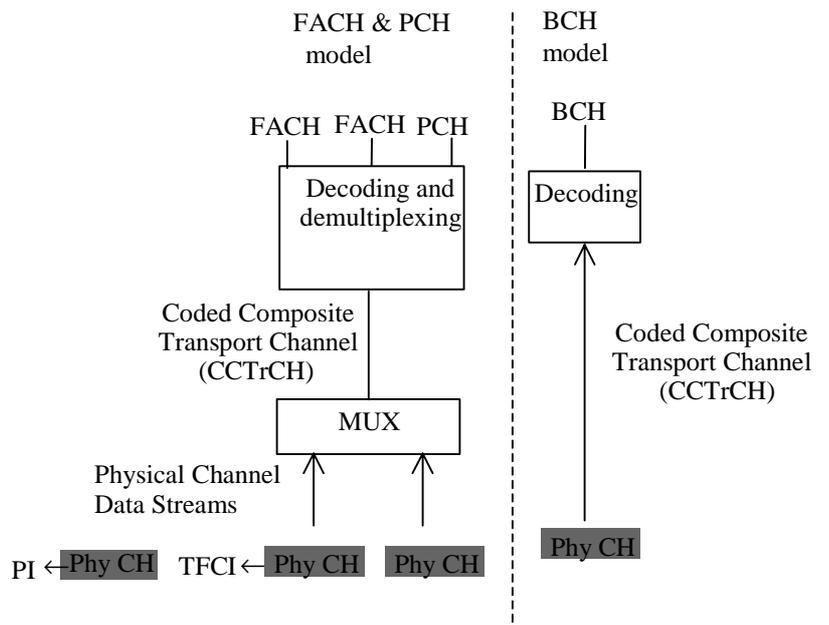 FACH & PCH
model
FACH
FACH
PCH
Decoding and
demultiplexing
Coded Composite
Transport Channel
(CCTrCH)
MUX
Physical Channel
Data Streams
PI
Phy CH
TFCI
Phy CH
Phy CH
BCH
model
BCH
Decoding
Coded Composite
Transport Channel
(CCTrCH)
Phy CH